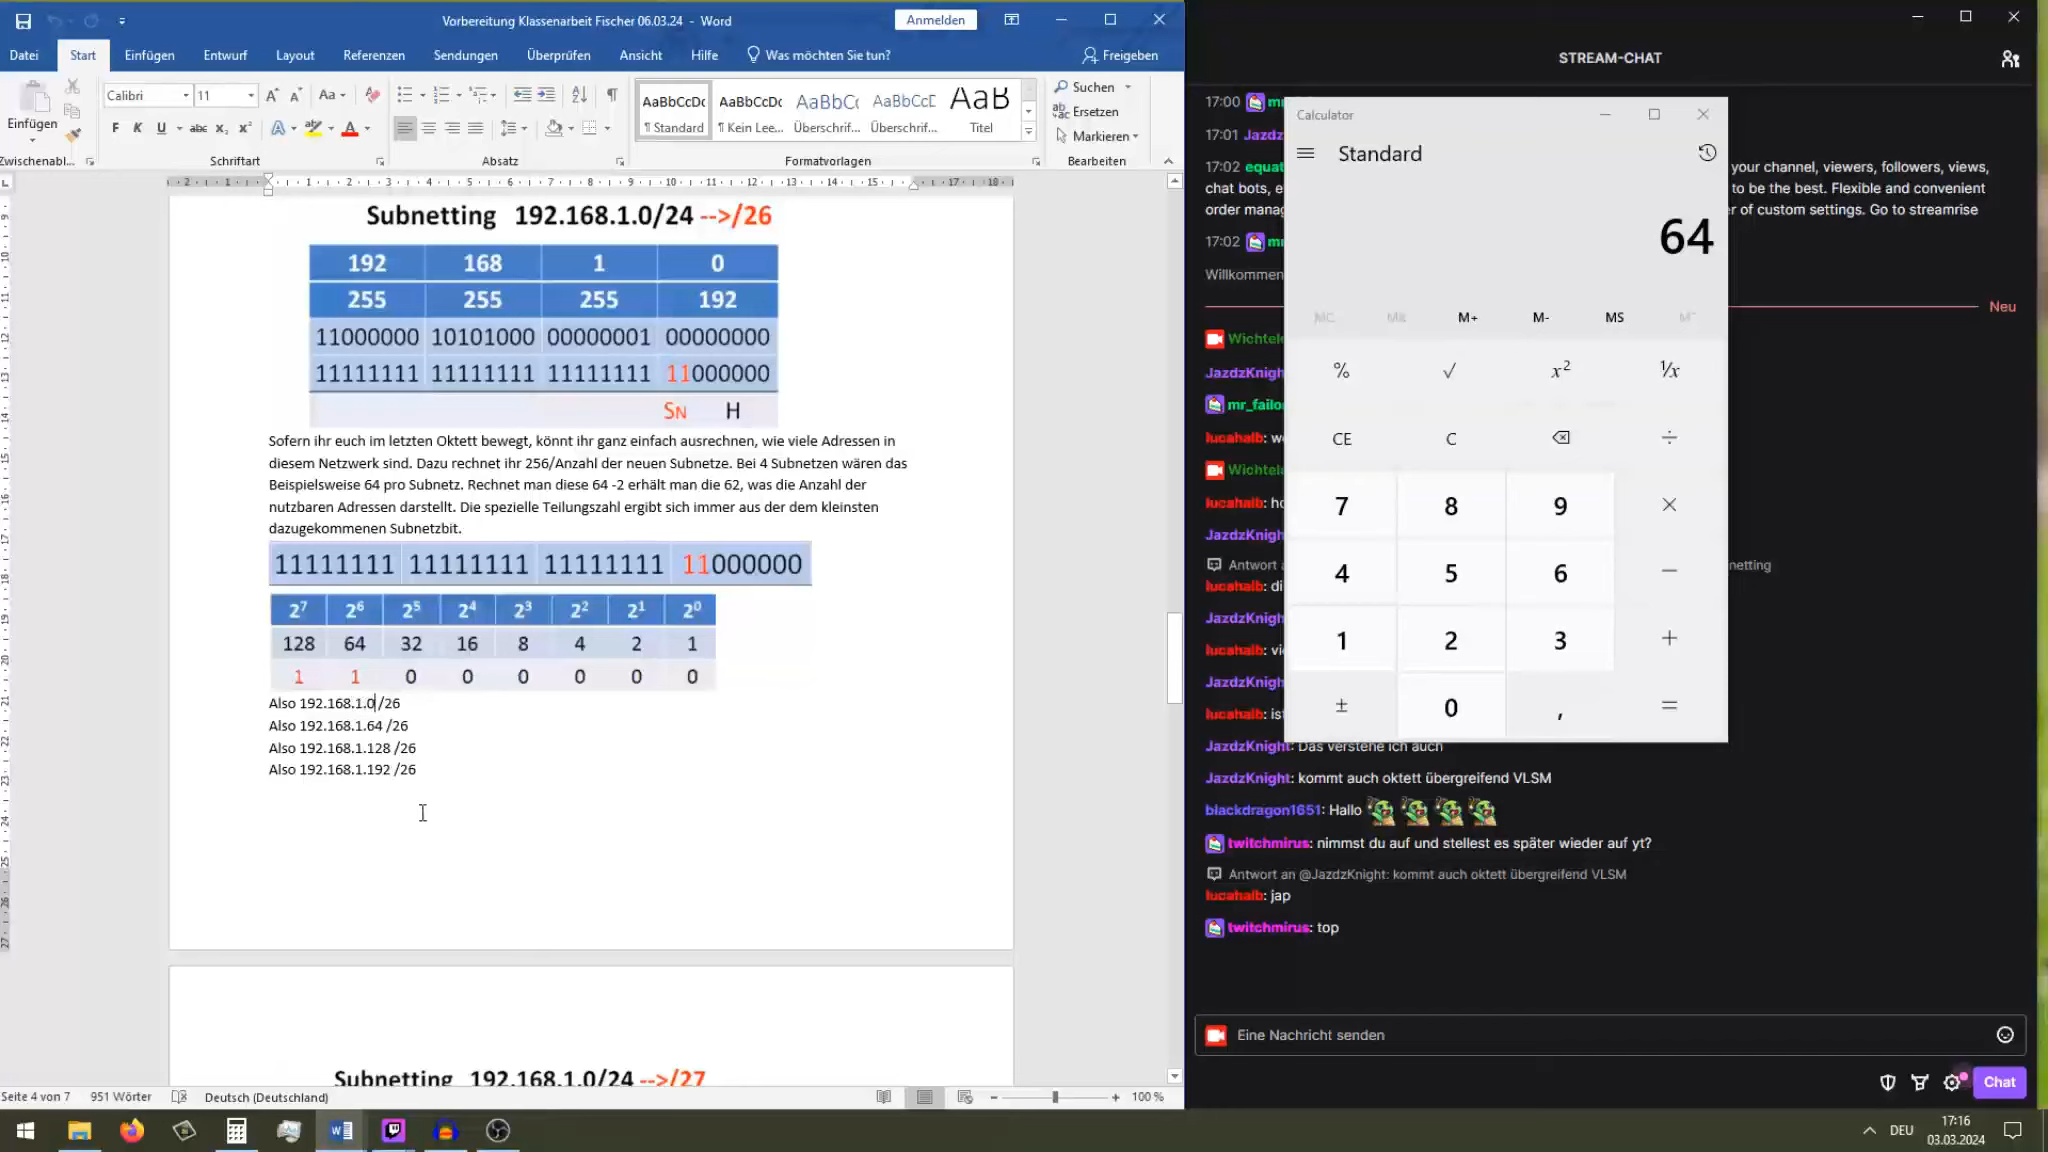 Vorbereitung Klassenarbeit Fischer 06.03.24 - Word
Anmelden
Datei Start Einfügen Entwurf Layout Referenzen Sendungen Überprüfen Ansicht Hilfe Was möchten Sie tun? Freigeben
Einfügen
Calibri 11
F K U abc x₂ x²
AaBbCcDc AaBbCcDc AaBbCc AaBbCcE AaB
¶ Standard ¶ Kein Lee... Überschrif... Überschrif... Titel
Suchen
Ersetzen
Markieren
Zwischenabl... Schriftart Absatz Formatvorlagen Bearbeiten
Subnetting 192.168.1.0/24 -->/26
192 168 1 0
255 255 255 192
11000000 10101000 00000001 00000000
11111111 11111111 11111111 11000000
SN H
Sofern ihr euch im letzten Oktett bewegt, könnt ihr ganz einfach ausrechnen, wie viele Adressen in
diesem Netzwerk sind. Dazu rechnet ihr 256/Anzahl der neuen Subnetze. Bei 4 Subnetzen wären das
Beispielsweise 64 pro Subnetz. Rechnet man diese 64 -2 erhält man die 62, was die Anzahl der
nutzbaren Adressen darstellt. Die spezielle Teilungszahl ergibt sich immer aus der dem kleinsten
dazugekommenen Subnetzbit.
11111111 11111111 11111111 11000000
2⁷ 2⁶ 2⁵ 2⁴ 2³ 2² 2¹ 2⁰
128 64 32 16 8 4 2 1
1 1 0 0 0 0 0 0
Also 192.168.1.0 /26
Also 192.168.1.64 /26
Also 192.168.1.128 /26
Also 192.168.1.192 /26
Subnetting 192.168.1.0/24 -->/27
Seite 4 von 7 951 Wörter Deutsch (Deutschland) 100 %
STREAM-CHAT
17:00
17:01 Jazdz
17:02 equat your channel, viewers, followers, views,
chat bots, e to be the best. Flexible and convenient
order manag r of custom settings. Go to streamrise
17:02
Willkommen
Neu
Calculator
Standard
64
MC MR M+ M- MS
% √ x² ¹/x
CE C ÷
7 8 9 ×
4 5 6 −
1 2 3 +
± 0 , =
JazdzKnight: Das verstehe ich auch
JazdzKnight: kommt auch oktett übergreifend VLSM
blackdragon1651: Hallo
twitchmirus: nimmst du auf und stellest es später wieder auf yt?
Antwort an @JazdzKnight: kommt auch oktett übergreifend VLSM
lucahalb: jap
twitchmirus: top
Eine Nachricht senden
Chat
DEU 17:16
03.03.2024